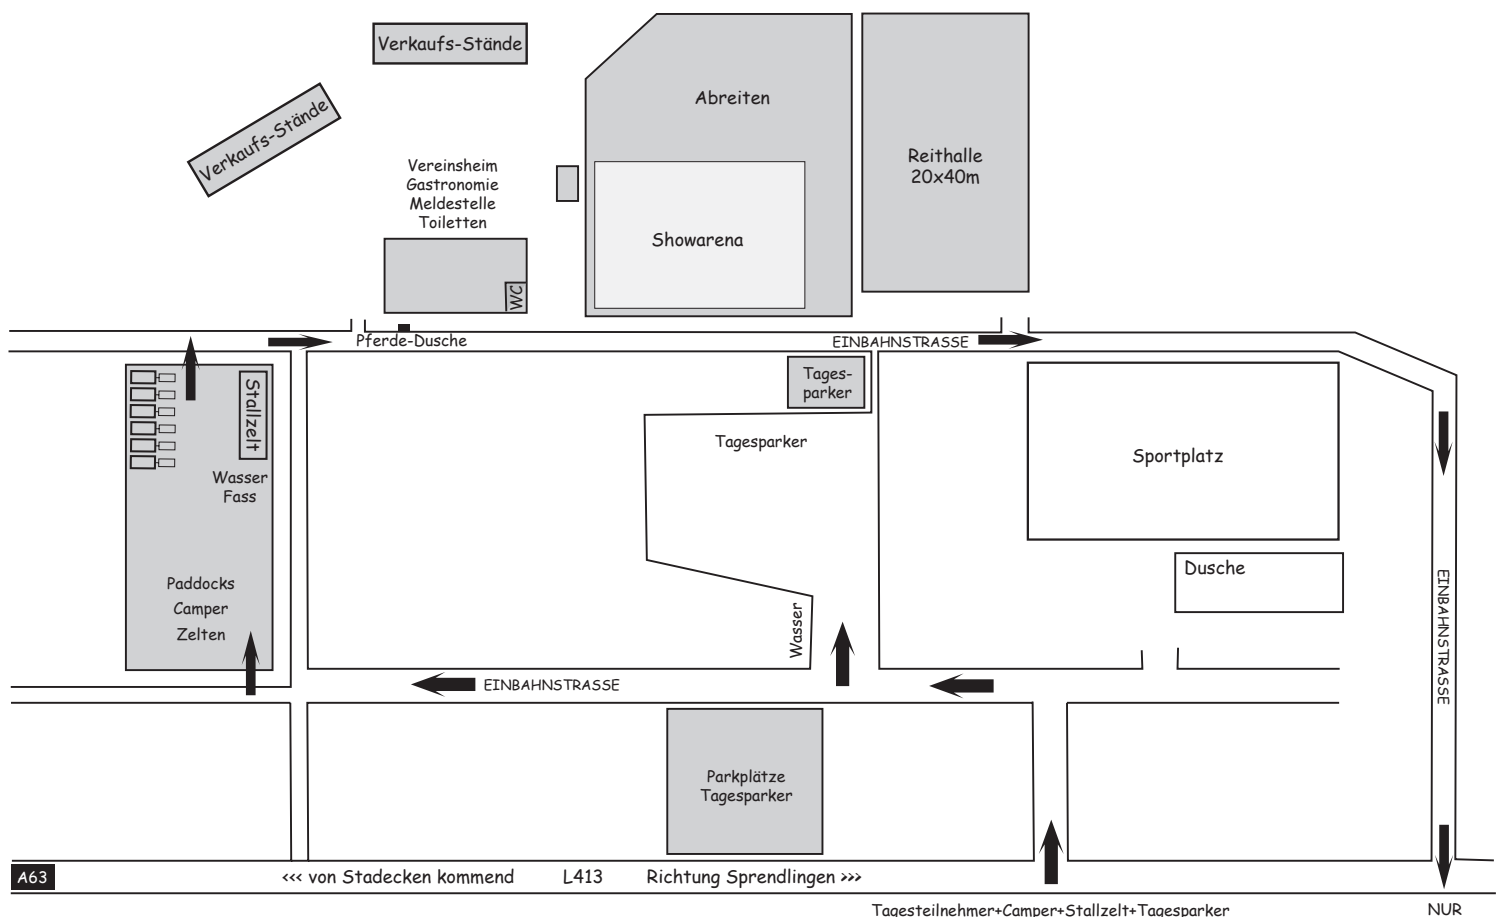 Verkaufs-Stände
Verkaufs-Stände
Abreiten
Reithalle
20x40m
Vereinsheim
Gastronomie
Meldestelle
Toiletten
Showarena
WC
Pferde-Dusche
EINBAHNSTRASSE
Tages-
parker
Stallzelt
Tagesparker
Sportplatz
Wasser
Fass
Dusche
Paddocks
Camper
Zelten
Wasser
EINBAHNSTRASSE
EINBAHNSTRASSE
Parkplätze
Tagesparker
A63
<<< von Stadecken kommend
L413
Richtung Sprendlingen >>>
Tagesteilnehmer+Camper+Stallzelt+Tagesparker
NUR